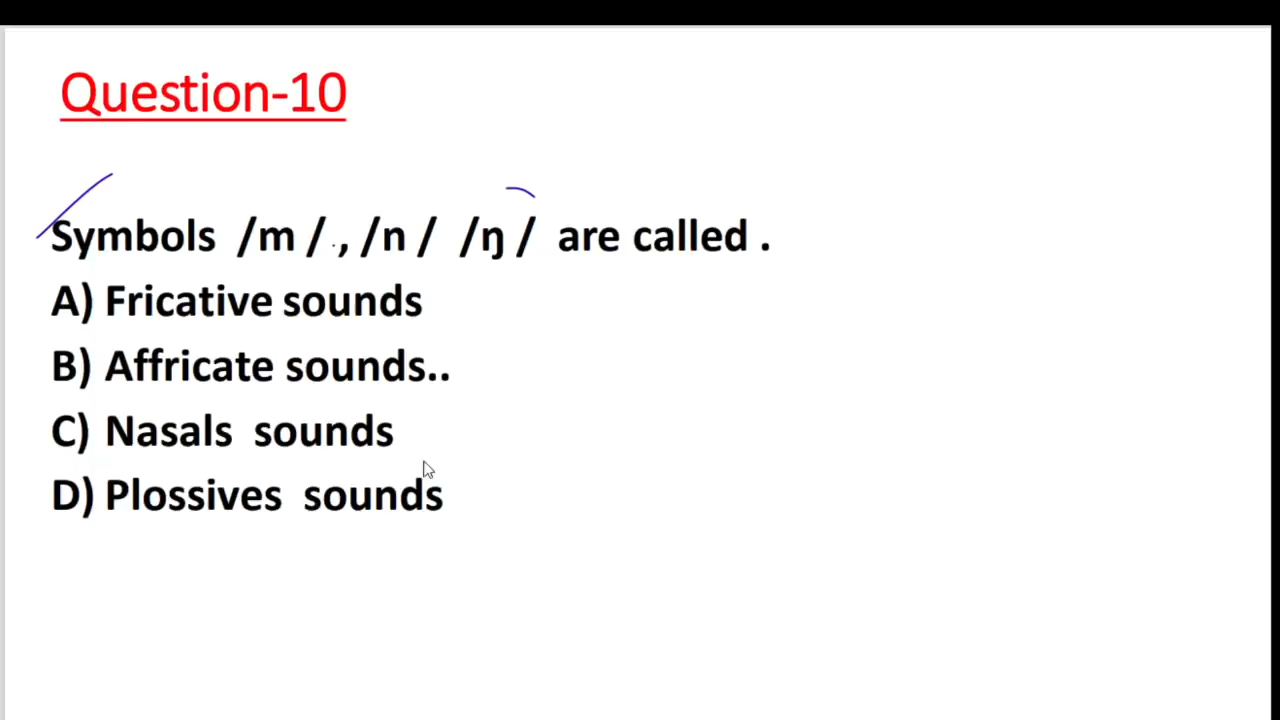 Question-10
Symbols /m / , /n / /ŋ / are called .
A) Fricative sounds
B) Affricate sounds..
C) Nasals sounds
D) Plossives sounds